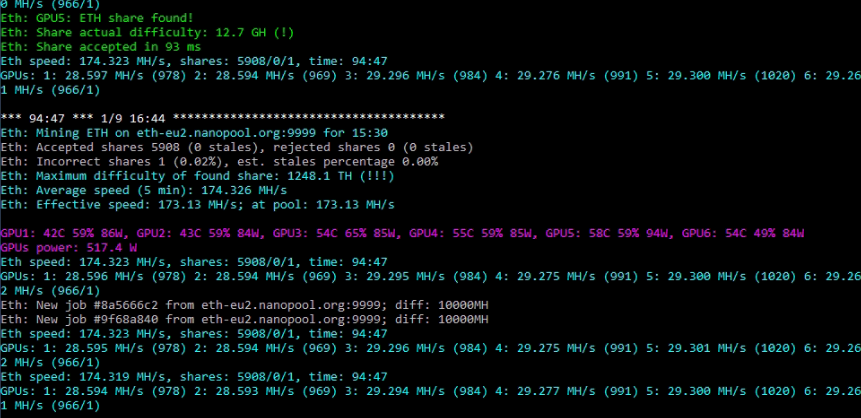 0 MH/s (966/1)
Eth: GPU5: ETH share found!
Eth: Share actual difficulty: 12.7 GH (!)
Eth: Share accepted in 93 ms
Eth speed: 174.323 MH/s, shares: 5908/0/1, time: 94:47
GPUs: 1: 28.597 MH/s (978) 2: 28.594 MH/s (969) 3: 29.296 MH/s (984) 4: 29.276 MH/s (991) 5: 29.300 MH/s (1020) 6: 29.26
1 MH/s (966/1)
*** 94:47 *** 1/9 16:44 **************************************
Eth: Mining ETH on eth-eu2.nanopool.org:9999 for 15:30
Eth: Accepted shares 5908 (0 stales), rejected shares 0 (0 stales)
Eth: Incorrect shares 1 (0.02%), est. stales percentage 0.00%
Eth: Maximum difficulty of found share: 1248.1 TH (!!!)
Eth: Average speed (5 min): 174.326 MH/s
Eth: Effective speed: 173.13 MH/s; at pool: 173.13 MH/s
GPU1: 42C 59% 86W, GPU2: 43C 59% 84W, GPU3: 54C 65% 85W, GPU4: 55C 59% 85W, GPU5: 58C 59% 94W, GPU6: 54C 49% 84W
GPUs power: 517.4 W
Eth speed: 174.323 MH/s, shares: 5908/0/1, time: 94:47
GPUs: 1: 28.596 MH/s (978) 2: 28.594 MH/s (969) 3: 29.295 MH/s (984) 4: 29.275 MH/s (991) 5: 29.300 MH/s (1020) 6: 29.26
2 MH/s (966/1)
Eth: New job #8a5666c2 from eth-eu2.nanopool.org:9999; diff: 10000MH
Eth: New job #9f68a840 from eth-eu2.nanopool.org:9999; diff: 10000MH
Eth speed: 174.323 MH/s, shares: 5908/0/1, time: 94:47
GPUs: 1: 28.595 MH/s (978) 2: 28.594 MH/s (969) 3: 29.296 MH/s (984) 4: 29.275 MH/s (991) 5: 29.301 MH/s (1020) 6: 29.26
2 MH/s (966/1)
Eth speed: 174.319 MH/s, shares: 5908/0/1, time: 94:47
GPUs: 1: 28.594 MH/s (978) 2: 28.593 MH/s (969) 3: 29.294 MH/s (984) 4: 29.277 MH/s (991) 5: 29.300 MH/s (1020) 6: 29.26
1 MH/s (966/1)